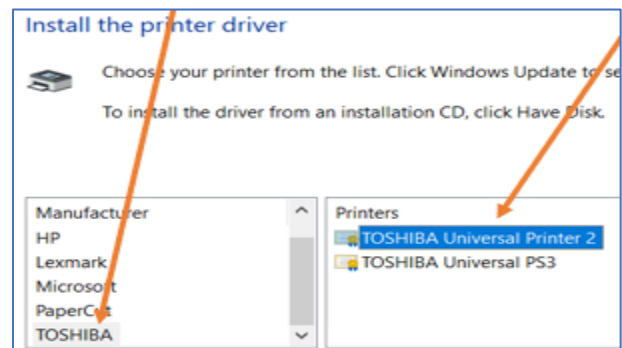 Install the printer driver
Choose your printer from the list. Click Windows Update to se
To install the driver from an installation CD, click Have Disk.
Manufacturer
HP
Lexmark
Microsoft
PaperCut
TOSHIBA
Printers
TOSHIBA Universal Printer 2
TOSHIBA Universal PS3